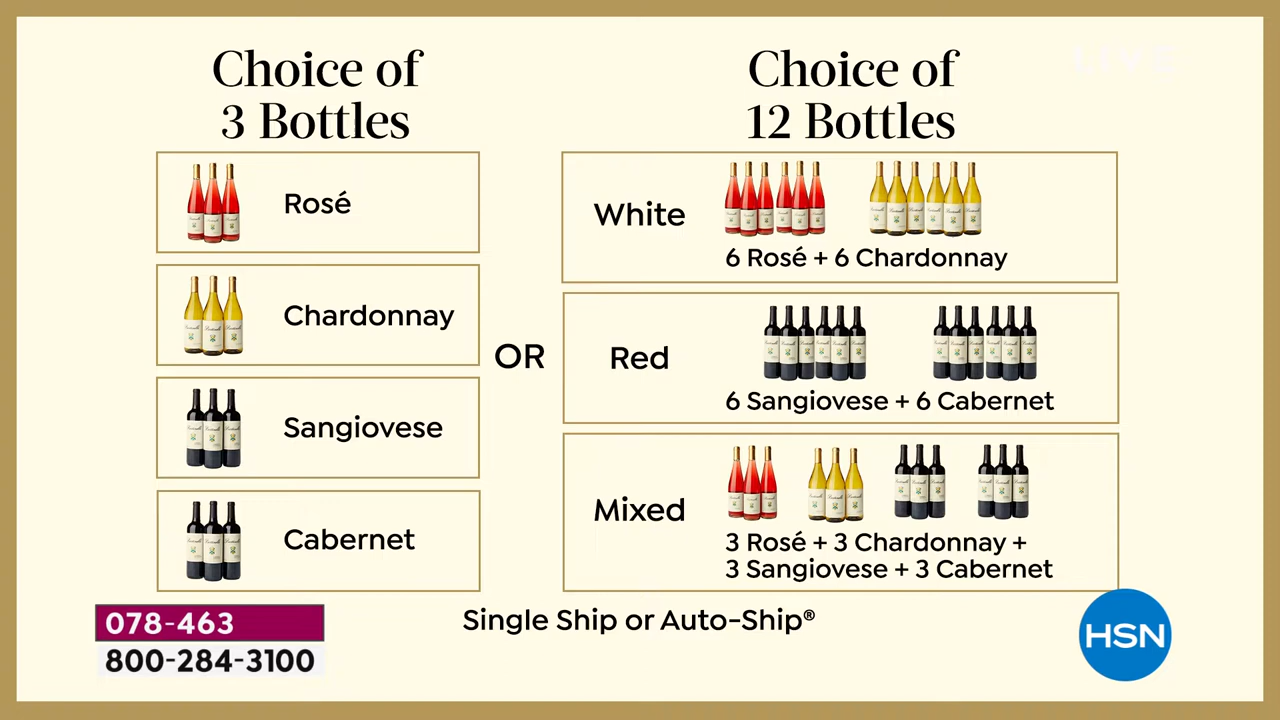 Choice of
3 Bottles
Rosé
Chardonnay
Sangiovese
Cabernet
OR
Choice of
12 Bottles
White
6 Rosé + 6 Chardonnay
Red
6 Sangiovese + 6 Cabernet
Mixed
3 Rosé + 3 Chardonnay +
3 Sangiovese + 3 Cabernet
LIVE
078-463
800-284-3100
Single Ship or Auto-Ship®
HSN